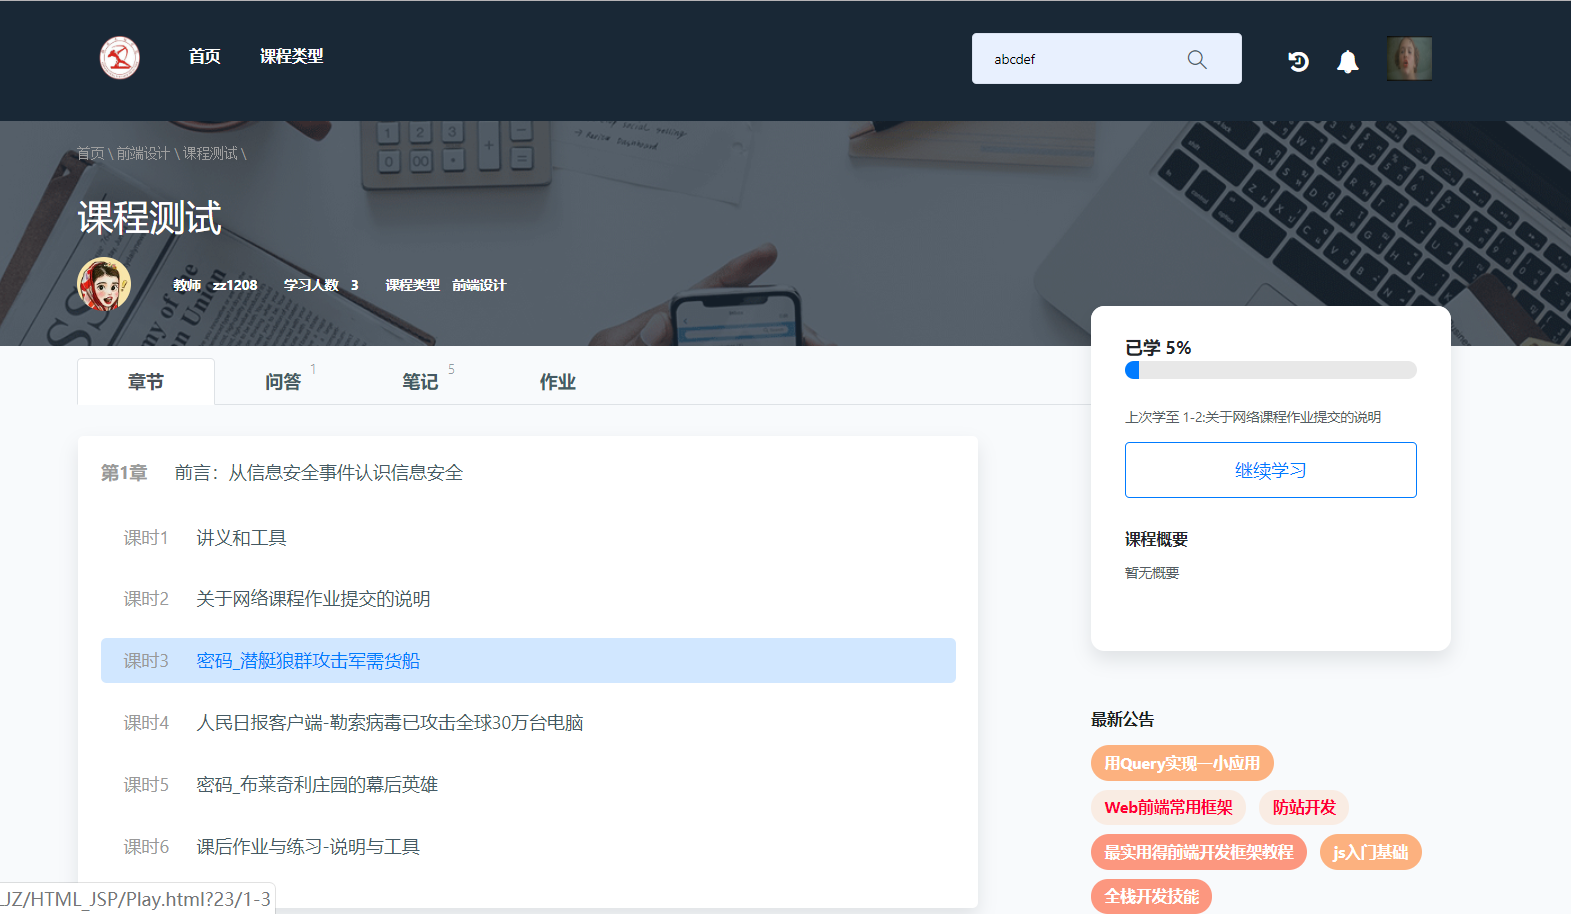 首页 课程类型 abcdef
首页 \ 前端设计 \ 课程测试 \
课程测试
教师 zz1208 学习人数 3 课程类型 前端设计
章节 问答 1 笔记 5 作业
第1章 前言：从信息安全事件认识信息安全
课时1 讲义和工具
课时2 关于网络课程作业提交的说明
课时3 密码_潜艇狼群攻击军需货船
课时4 人民日报客户端-勒索病毒已攻击全球30万台电脑
课时5 密码_布莱奇利庄园的幕后英雄
课时6 课后作业与练习-说明与工具
已学 5%
上次学至 1-2:关于网络课程作业提交的说明
继续学习
课程概要
暂无概要
最新公告
用Query实现一小应用
Web前端常用框架 防站开发
最实用得前端开发框架教程 js入门基础
全栈开发技能
JZ/HTML_JSP/Play.html?23/1-3